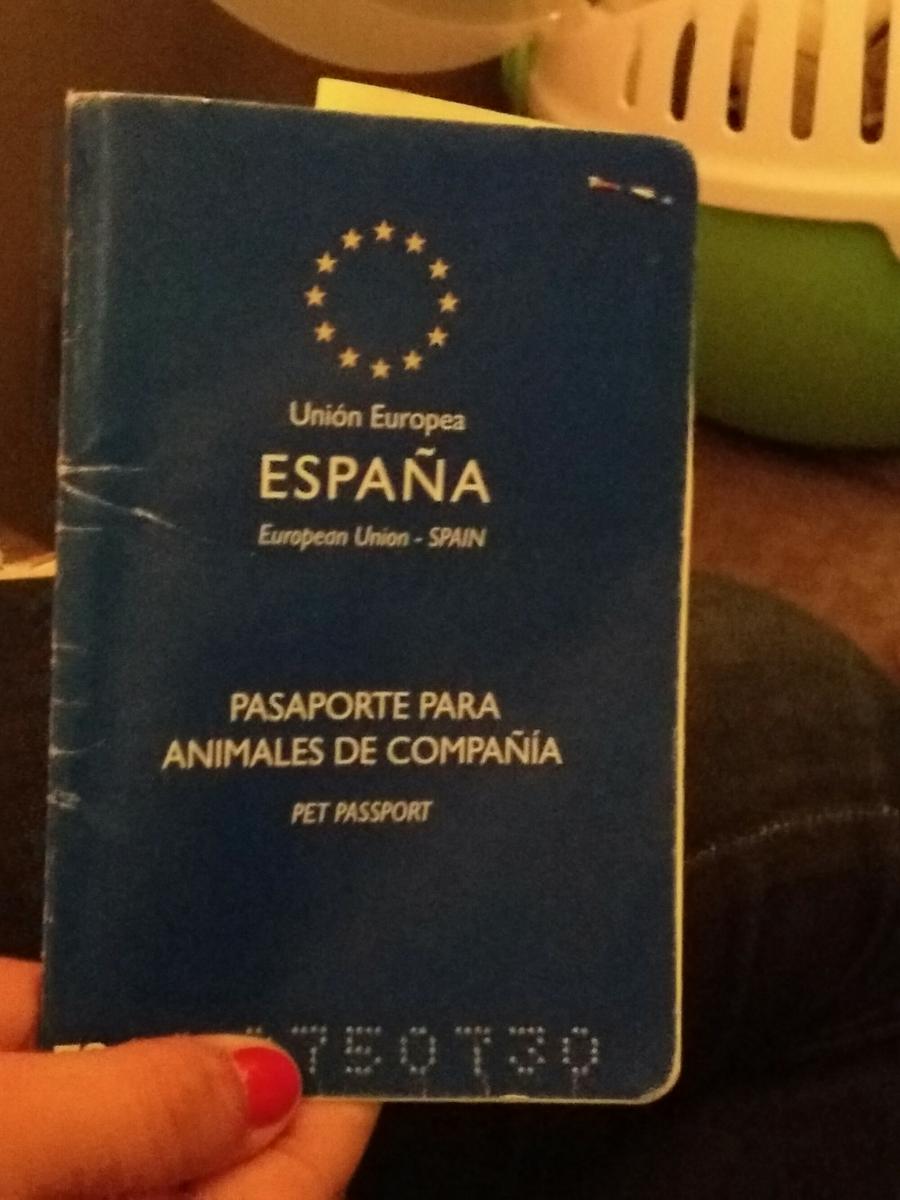 Unión Europea
ESPAÑA
European Union - SPAIN
PASAPORTE PARA
ANIMALES DE COMPAÑÍA
PET PASSPORT